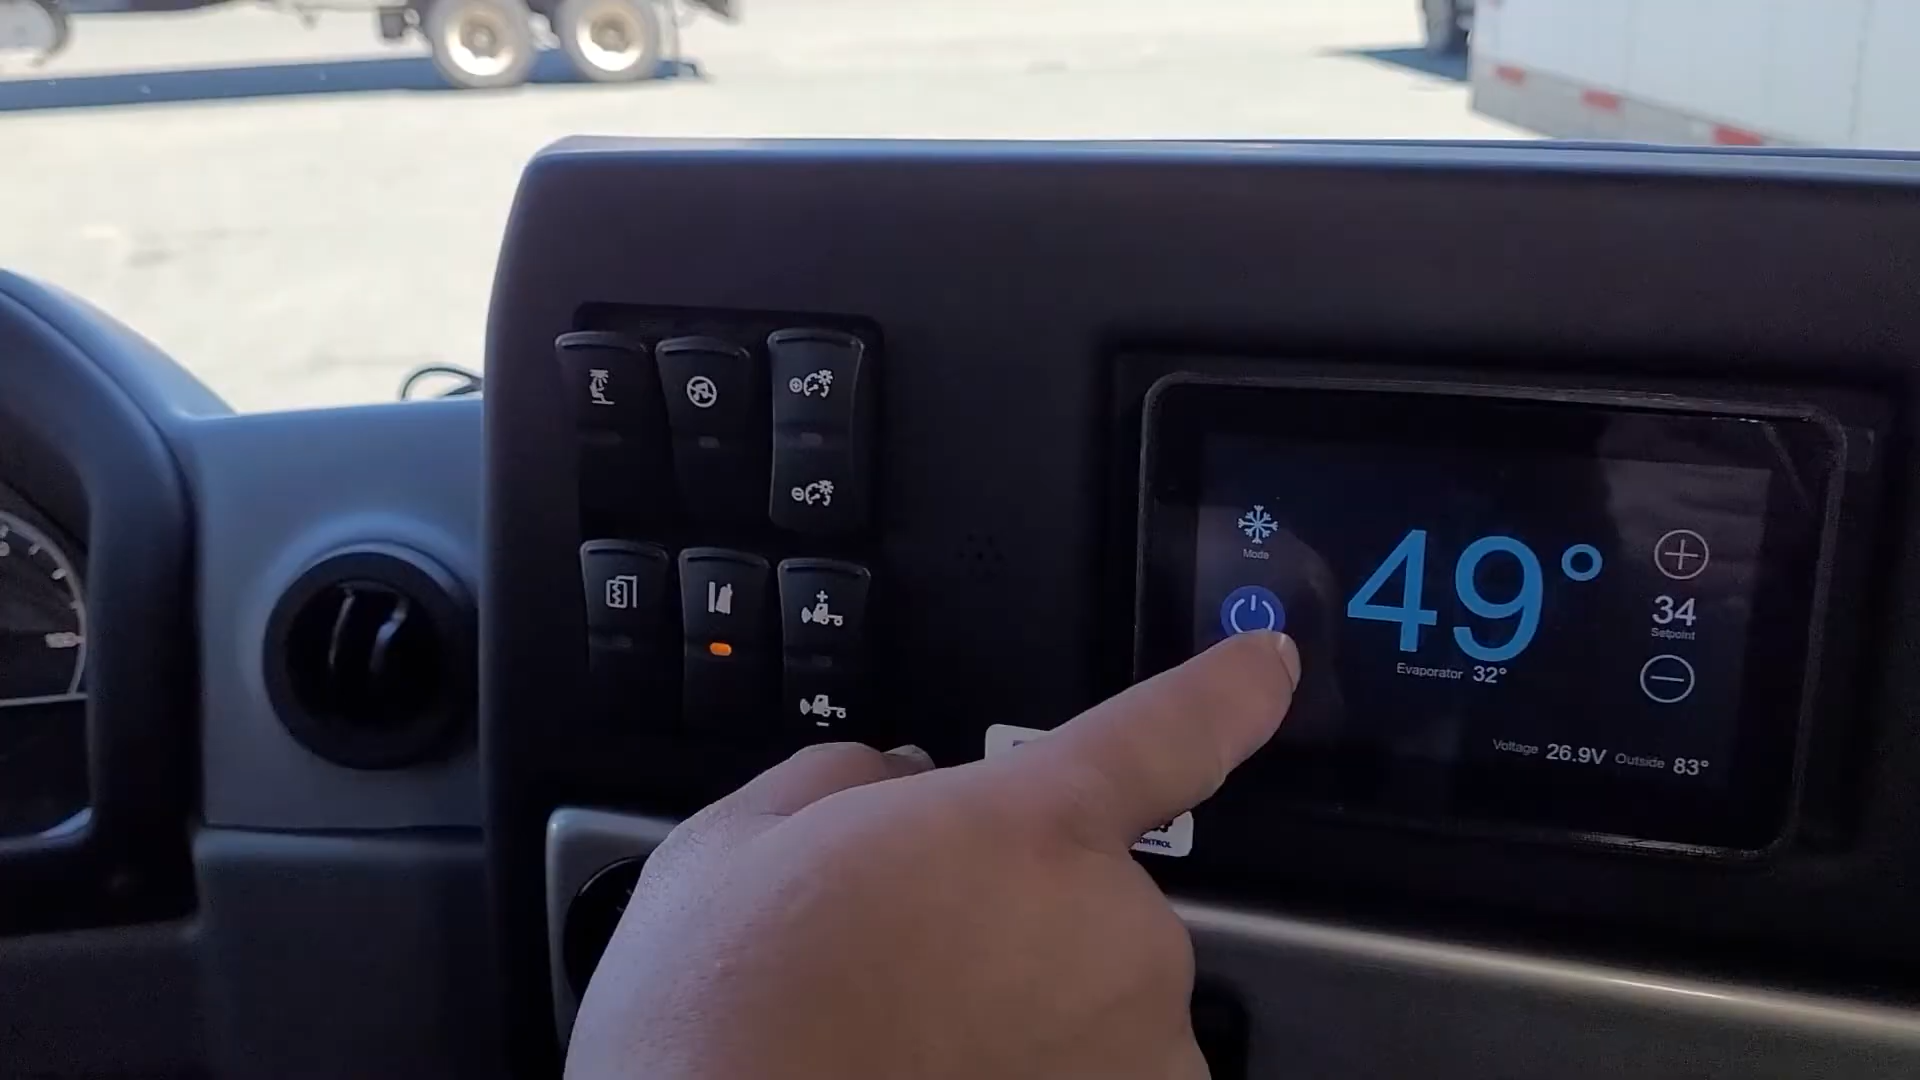 Mode
49°
34
Setpoint
Evaporator 32°
Voltage 26.9V Outside 83°